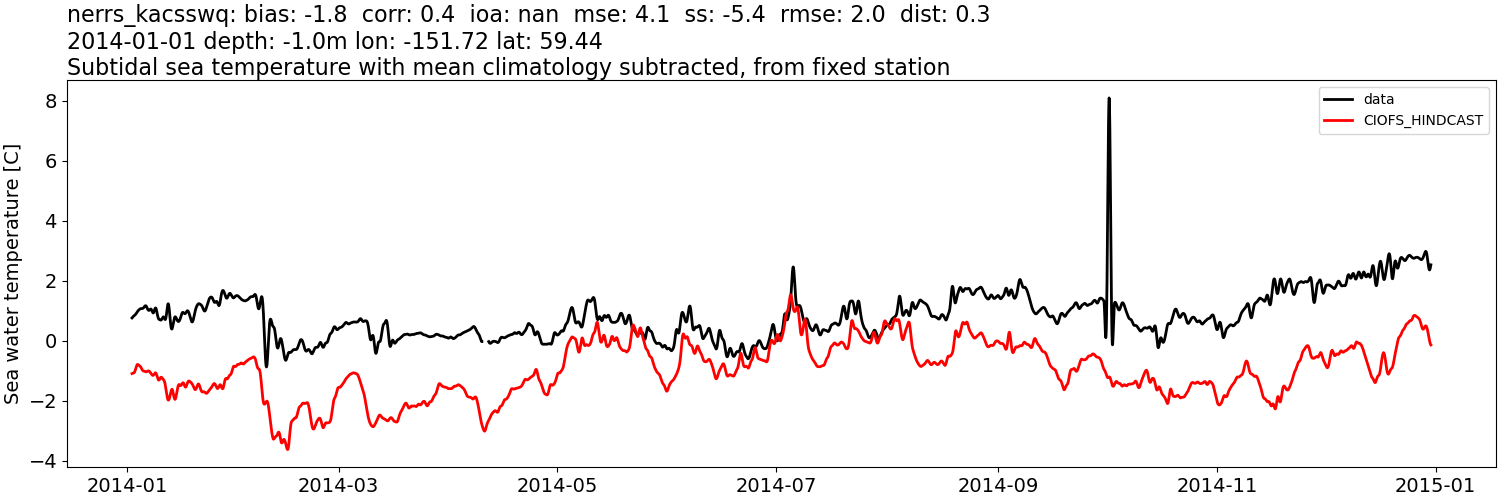 nerrs_kacsswq: bias: -1.8  corr: 0.4  ioa: nan  mse: 4.1  ss: -5.4  rmse: 2.0  dist: 0.3
2014-01-01 depth: -1.0m lon: -151.72 lat: 59.44
Subtidal sea temperature with mean climatology subtracted, from fixed station
data
CIOFS_HINDCAST
Sea water temperature [C]
8
6
4
2
0
−2
−4
2014-01
2014-03
2014-05
2014-07
2014-09
2014-11
2015-01